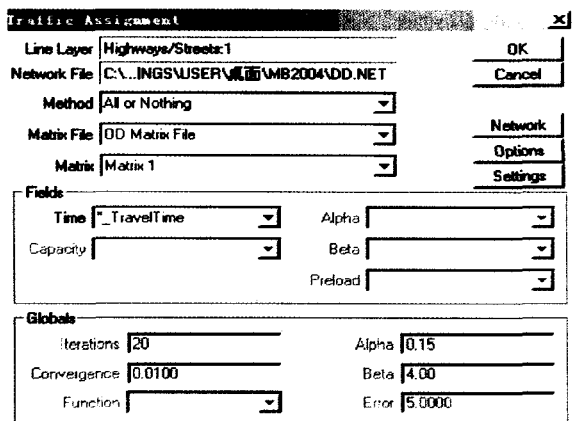 Traffic Assignment
Line Layer Highways/Streets:1 OK
Network File C:\...INGS\USER\桌面\MB2004\DD.NET Cancel
Method All or Nothing
Matrix File OD Matrix File Network
Options
Matrix Matrix 1 Settings
Fields
Time "_TravelTime Alpha
Capacity Beta
Preload
Globals
Iterations 20 Alpha 0.15
Convergence 0.0100 Beta 4.00
Function Error 5.0000